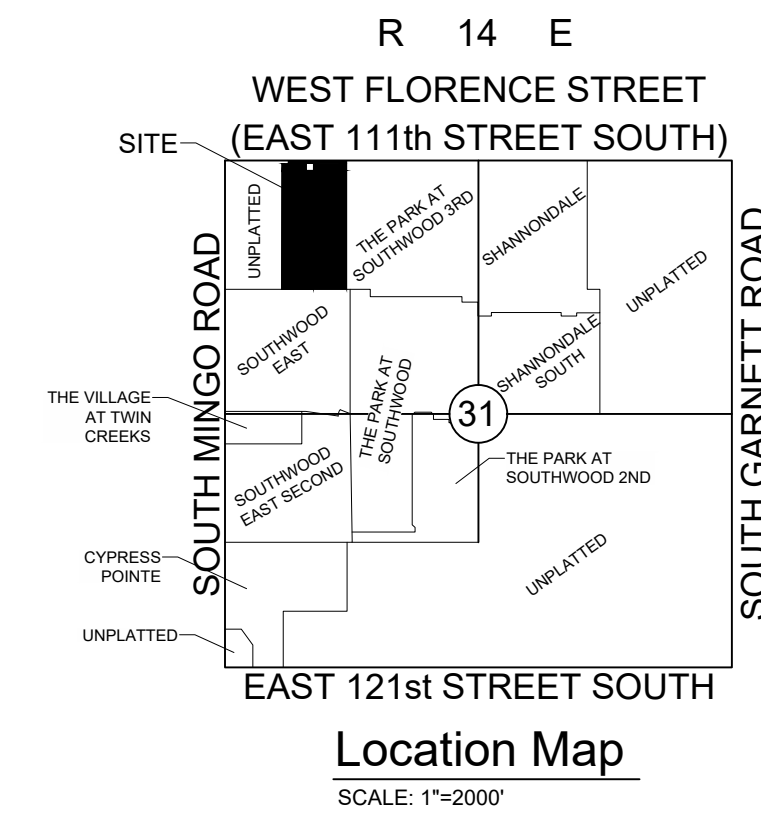 R 14 E
WEST FLORENCE STREET
(EAST 111th STREET SOUTH)
SITE
UNPLATTED
THE PARK AT
SOUTHWOOD 3RD
SHANNONDALE
UNPLATTED
SOUTH MINGO ROAD
SOUTH GARNETT ROAD
SOUTHWOOD
EAST
THE PARK AT
SOUTHWOOD
SHANNONDALE
SOUTH
THE VILLAGE
AT TWIN
CREEKS
31
SOUTHWOOD
EAST SECOND
THE PARK AT
SOUTHWOOD 2ND
CYPRESS
POINTE
UNPLATTED
UNPLATTED
EAST 121st STREET SOUTH
Location Map
SCALE: 1"=2000'